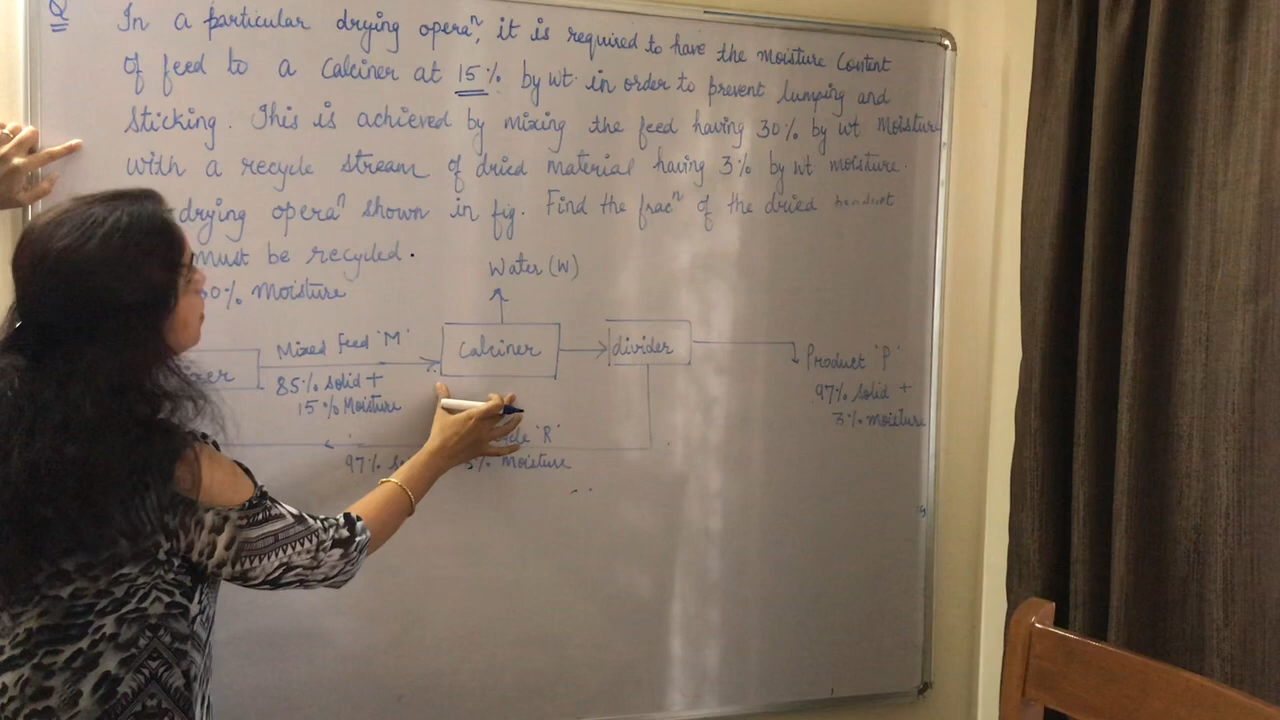 Q In a particular drying operaⁿ, it is required to have the Moisture Content
of feed to a Calciner at 15% by wt. in order to prevent lumping and
Sticking. This is achieved by mixing the feed having 30% by wt Moisture
with a recycle stream of dried material having 3% by wt moisture.
drying operaⁿ shown in fig. Find the fracⁿ of the dried
must be recycled.
Water (W)
0% Moisture
Mixed feed 'M'
Calciner
divider
Product 'P'
85% Solid +
15% Moisture
97% Solid +
3% moisture
'R'
97%
% Moisture